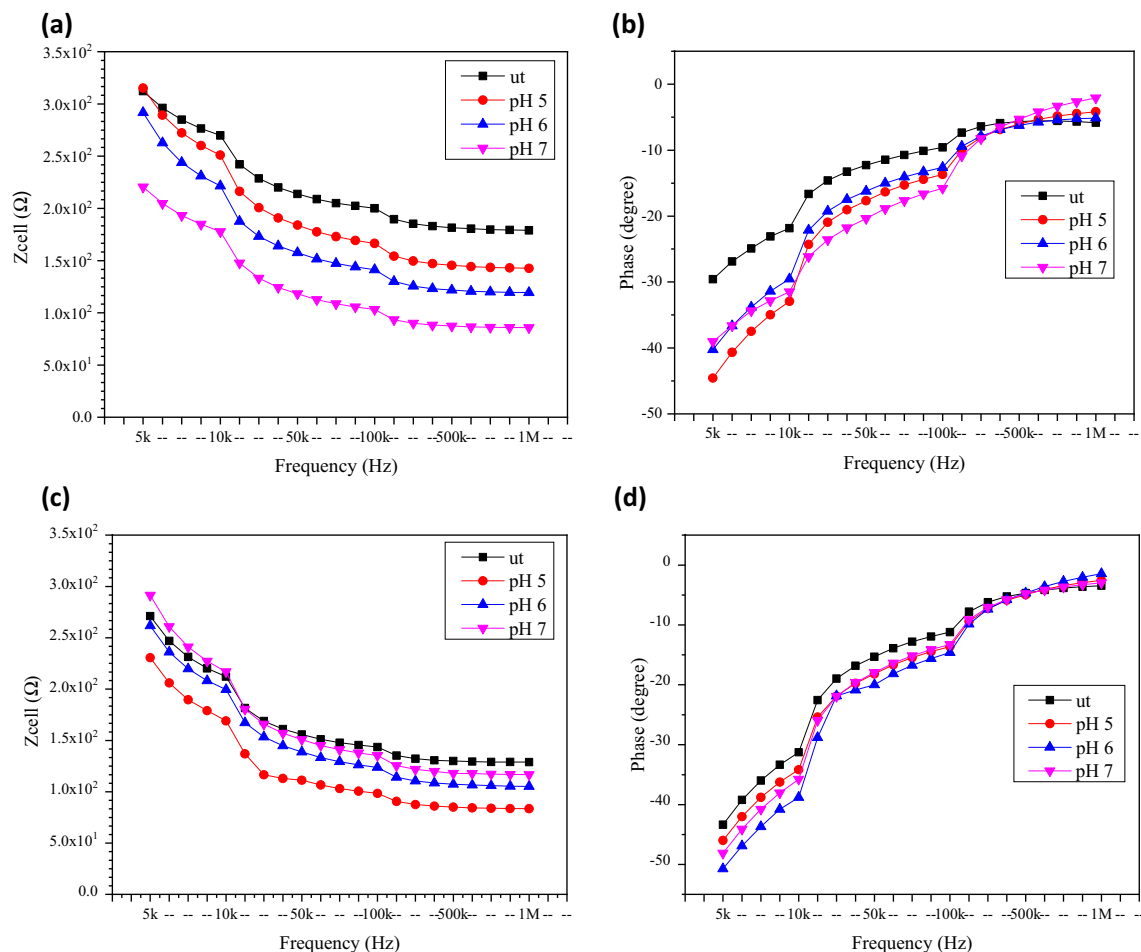 (a)
3.5x10²
3.0x10²
2.5x10²
2.0x10²
1.5x10²
1.0x10²
5.0x10¹
0.0
Zcell (Ω)
ut
pH 5
pH 6
pH 7
5k -- -- -- --10k-- -- -- --50k-- -- -- --100k-- -- --500k-- -- -- 1M -- --
Frequency (Hz)
(b)
0
-10
-20
-30
-40
-50
Phase (degree)
ut
pH 5
pH 6
pH 7
5k -- -- -- --10k-- -- -- --50k-- -- -- --100k-- -- --500k-- -- -- 1M -- --
Frequency (Hz)
(c)
3.5x10²
3.0x10²
2.5x10²
2.0x10²
1.5x10²
1.0x10²
5.0x10¹
0.0
Zcell (Ω)
ut
pH 5
pH 6
pH 7
5k -- -- -- --10k-- -- -- --50k-- -- -- --100k-- -- --500k-- -- -- 1M-- --
Frequency (Hz)
(d)
0
-10
-20
-30
-40
-50
Phase (degree)
ut
pH 5
pH 6
pH 7
5k -- -- -- --10k-- -- -- --50k-- -- -- --100k-- -- --500k-- -- -- 1M -- --
Frequency (Hz)